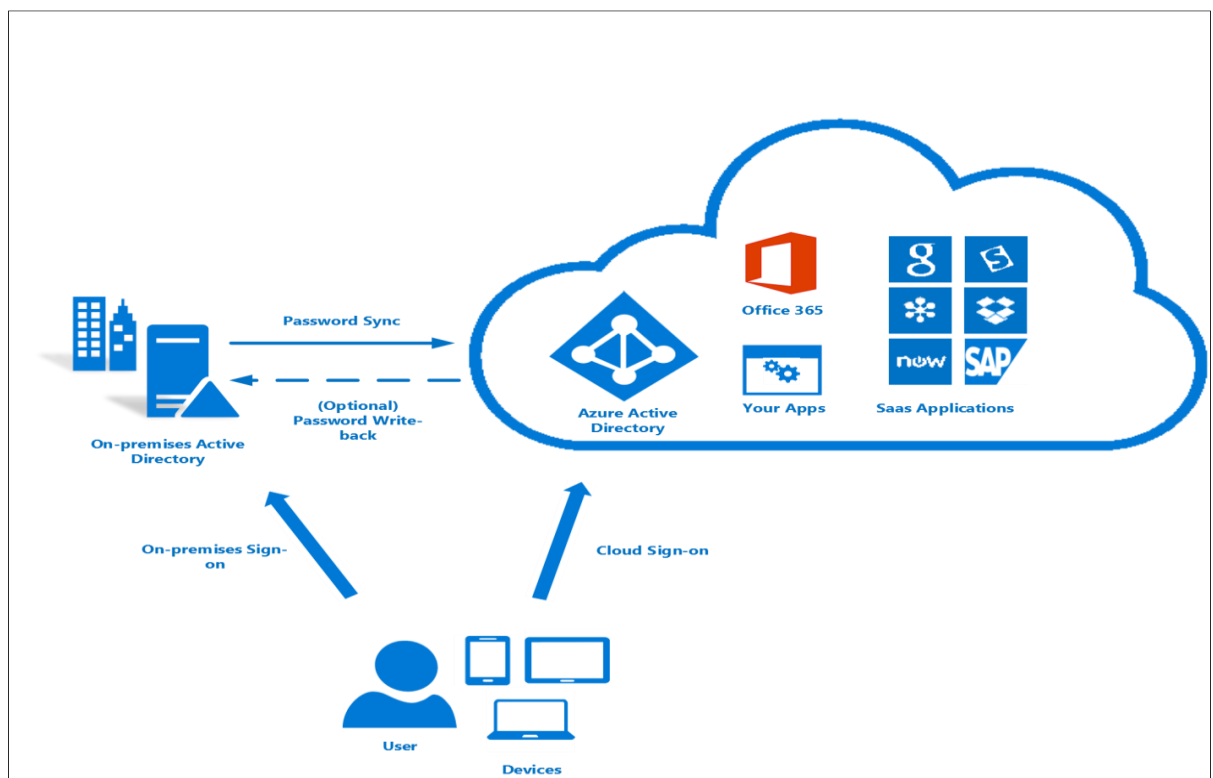 Office 365
g
S
now
SAP
Your Apps
Saas Applications
Azure Active
Directory
Password Sync
(Optional)
Password Write-
back
On-premises Active
Directory
On-premises Sign-
on
Cloud Sign-on
User
Devices